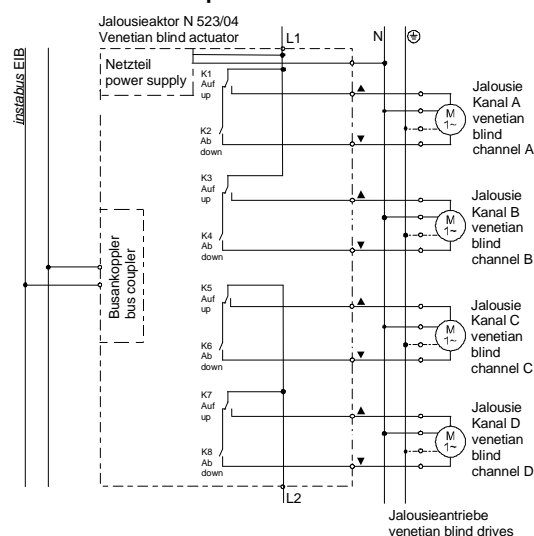 Jalousieaktor N 523/04
Venetian blind actuator
L1
N
instabus EIB
Netzteil
power supply
K1
Auf
up
K2
Ab
down
Jalousie
Kanal A
venetian
blind
channel A
M
1~
K3
Auf
up
K4
Ab
down
Jalousie
Kanal B
venetian
blind
channel B
M
1~
Busankoppler
bus coupler
K5
Auf
up
K6
Ab
down
Jalousie
Kanal C
venetian
blind
channel C
M
1~
K7
Auf
up
K8
Ab
down
Jalousie
Kanal D
venetian
blind
channel D
M
1~
L2
Jalousieantriebe
venetian blind drives